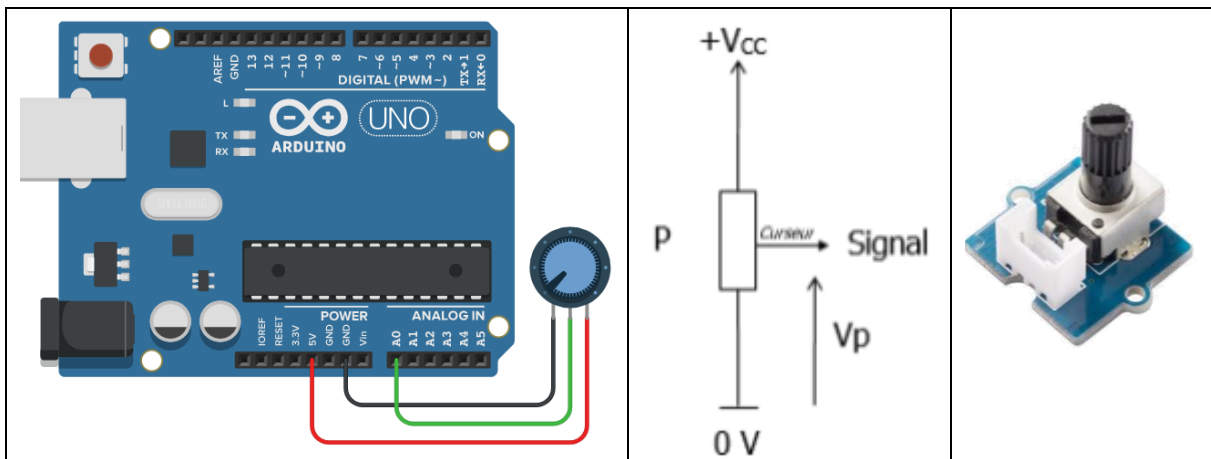 AREF
GND
13
12
~11
~10
~9
8
7
~6
~5
4
~3
2
TX→1
RX←0
DIGITAL (PWM~)
L
TX
RX
ARDUINO
UNO
ON
POWER
ANALOG IN
IOREF
RESET
3.3V
5V
GND
GND
Vin
A0
A1
A2
A3
A4
A5
+Vcc
P
Curseur
Signal
Vp
0 V